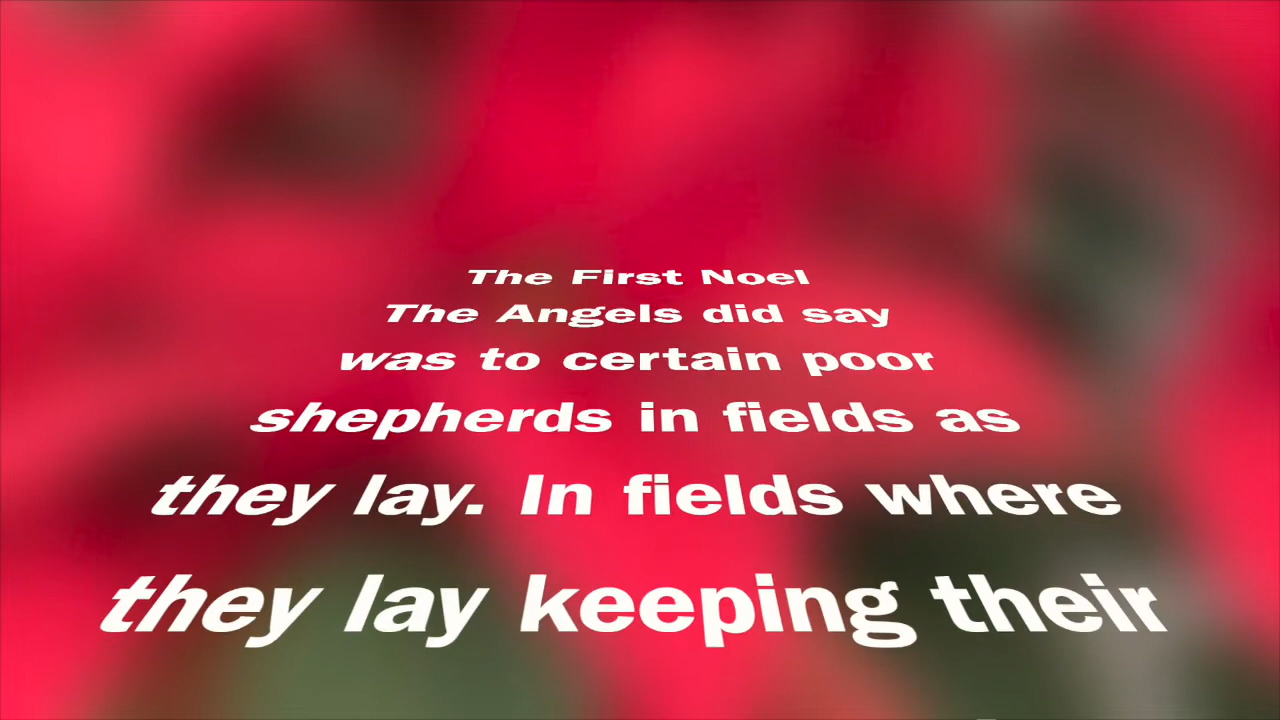 The First Noel
The Angels did say
was to certain poor
shepherds in fields as
they lay. In fields where
they lay keeping their